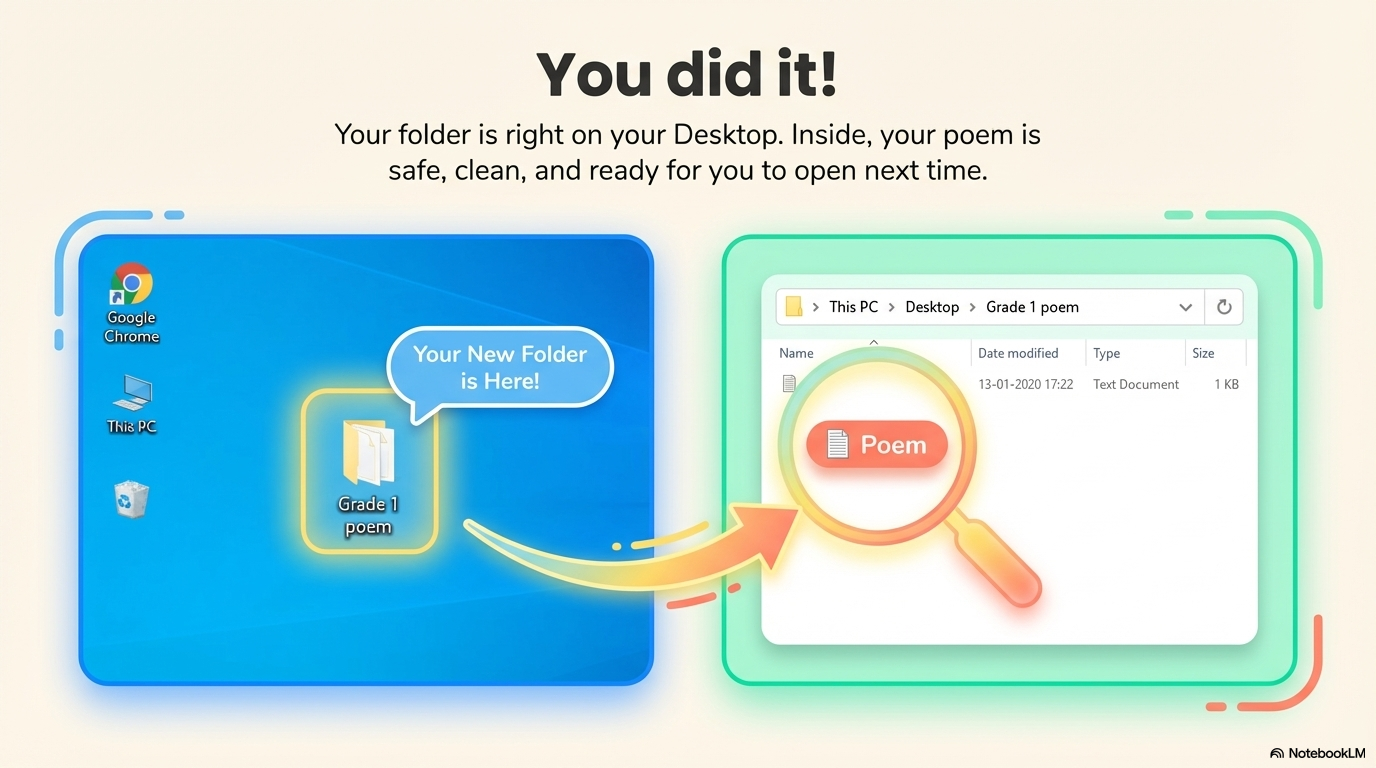 You did it!
Your folder is right on your Desktop. Inside, your poem is
safe, clean, and ready for you to open next time.
Google
Chrome
This PC
Your New Folder
is Here!
Grade 1
poem
This PC
Desktop
Grade 1 poem
Name
Date modified
Type
Size
13-01-2020 17:22
Text Document
1 KB
Poem
NotebookLM